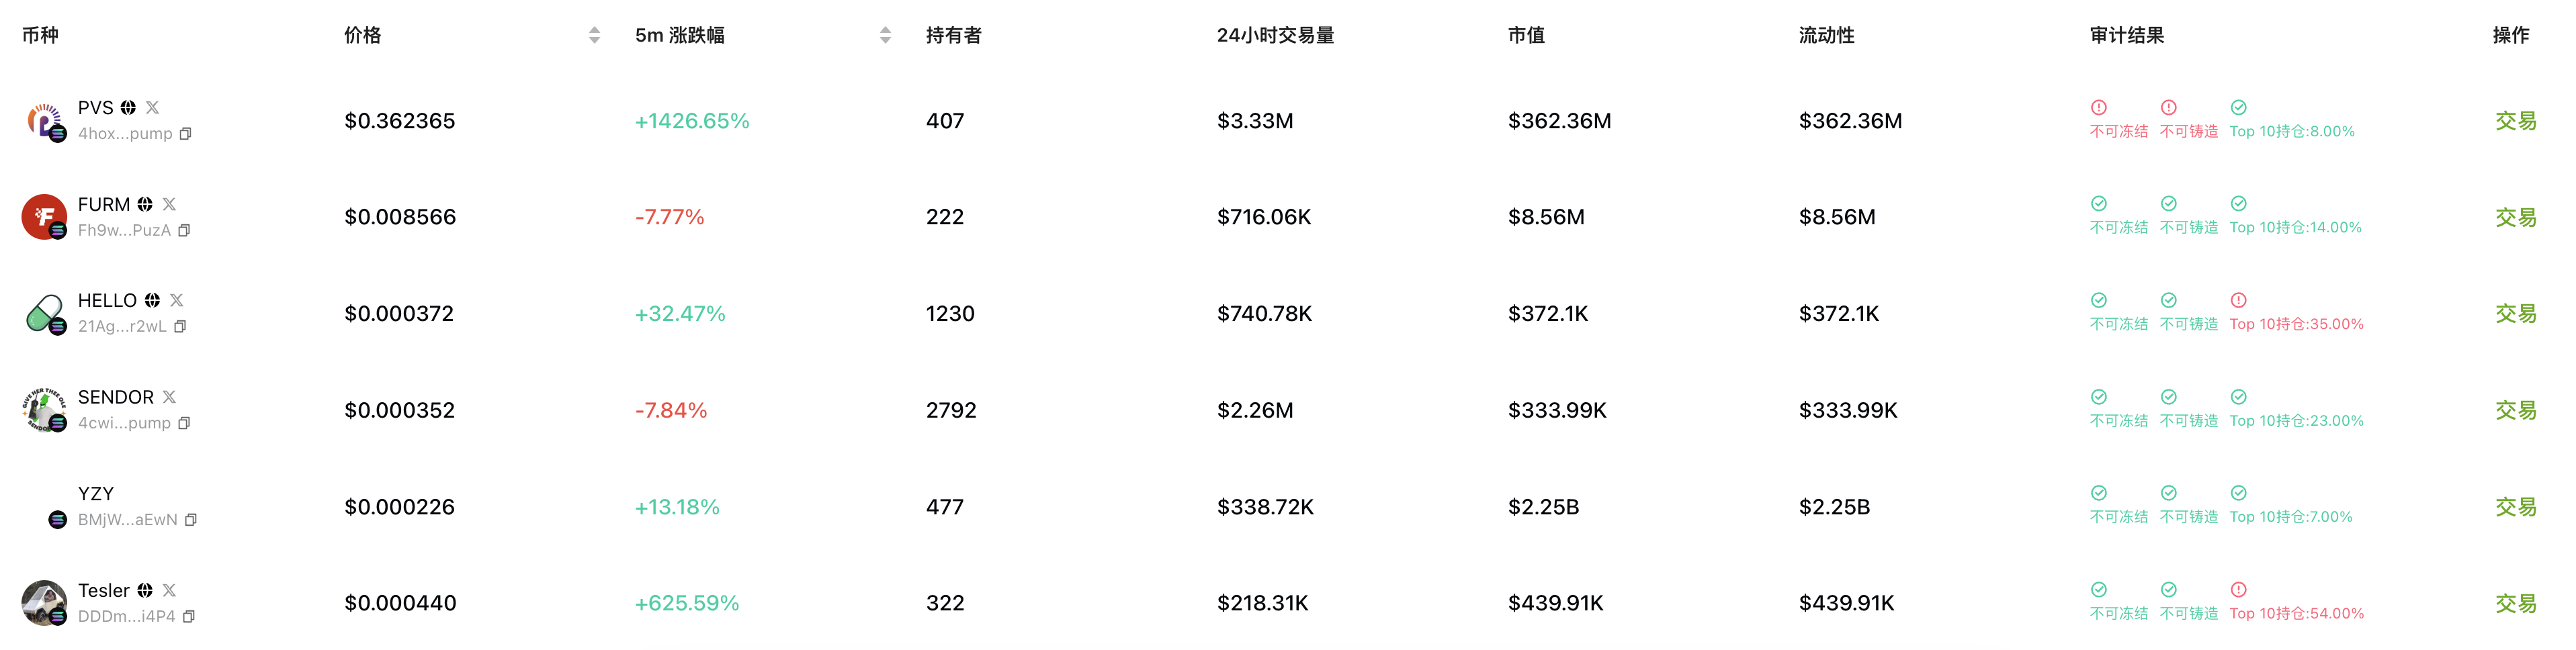 币种 价格 5m 涨跌幅 持有者 24小时交易量 市值 流动性 审计结果 操作
PVS
4hox...pump
$0.362365 +1426.65% 407 $3.33M $362.36M $362.36M
不可冻结 不可铸造 Top 10持仓:8.00%
交易
FURM
Fh9w...PuzA
$0.008566 -7.77% 222 $716.06K $8.56M $8.56M
不可冻结 不可铸造 Top 10持仓:14.00%
交易
HELLO
21Ag...r2wL
$0.000372 +32.47% 1230 $740.78K $372.1K $372.1K
不可冻结 不可铸造 Top 10持仓:35.00%
交易
SENDOR
4cwi...pump
$0.000352 -7.84% 2792 $2.26M $333.99K $333.99K
不可冻结 不可铸造 Top 10持仓:23.00%
交易
YZY
BMjW...aEwN
$0.000226 +13.18% 477 $338.72K $2.25B $2.25B
不可冻结 不可铸造 Top 10持仓:7.00%
交易
Tesler
DDDm...i4P4
$0.000440 +625.59% 322 $218.31K $439.91K $439.91K
不可冻结 不可铸造 Top 10持仓:54.00%
交易